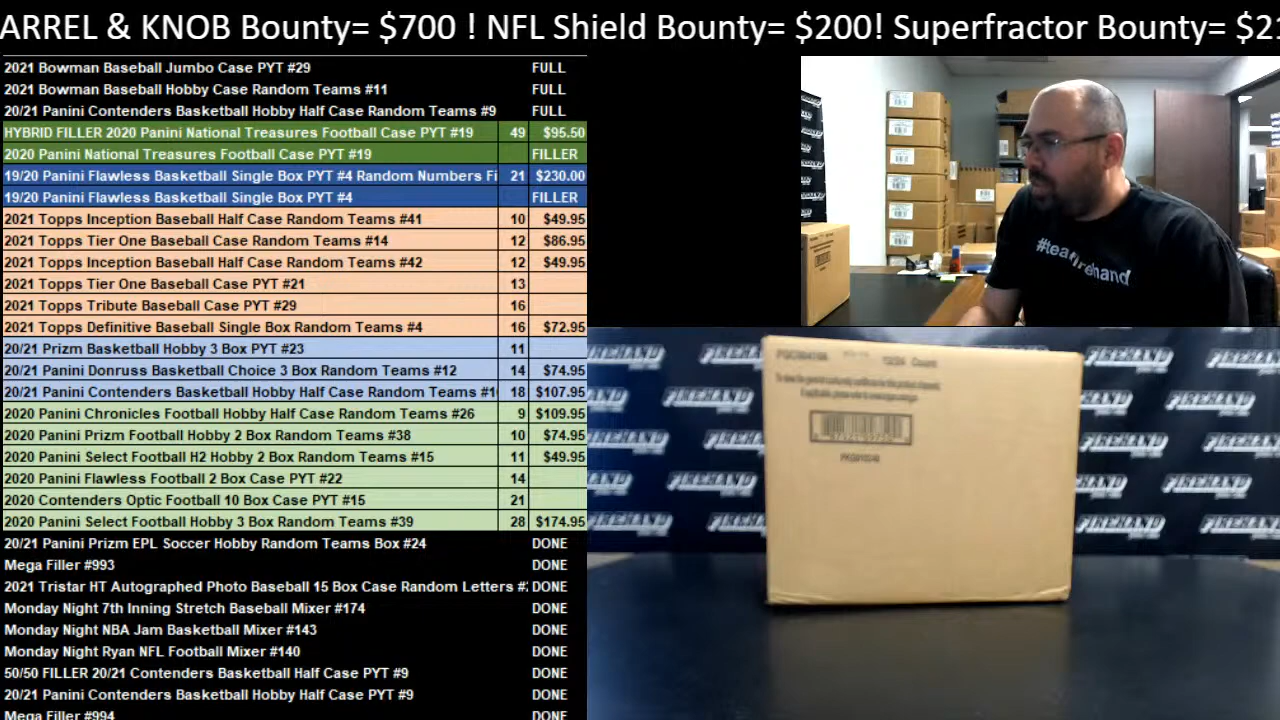 ARREL & KNOB Bounty= $700 ! NFL Shield Bounty= $200! Superfractor Bounty= $2
2021 Bowman Baseball Jumbo Case PYT #29 FULL
2021 Bowman Baseball Hobby Case Random Teams #11 FULL
20/21 Panini Contenders Basketball Hobby Half Case Random Teams #9 FULL
HYBRID FILLER 2020 Panini National Treasures Football Case PYT #19 49 $95.50
2020 Panini National Treasures Football Case PYT #19 FILLER
19/20 Panini Flawless Basketball Single Box PYT #4 Random Numbers Fi 21 $230.00
19/20 Panini Flawless Basketball Single Box PYT #4 FILLER
2021 Topps Inception Baseball Half Case Random Teams #41 10 $49.95
2021 Topps Tier One Baseball Case Random Teams #14 12 $86.95
2021 Topps Inception Baseball Half Case Random Teams #42 12 $49.95
2021 Topps Tier One Baseball Case PYT #21 13
2021 Topps Tribute Baseball Case PYT #29 16
2021 Topps Definitive Baseball Single Box Random Teams #4 16 $72.95
20/21 Prizm Basketball Hobby 3 Box PYT #23 11
20/21 Panini Donruss Basketball Choice 3 Box Random Teams #12 14 $74.95
20/21 Panini Contenders Basketball Hobby Half Case Random Teams #1 18 $107.95
2020 Panini Chronicles Football Hobby Half Case Random Teams #26 9 $109.95
2020 Panini Prizm Football Hobby 2 Box Random Teams #38 10 $74.95
2020 Panini Select Football H2 Hobby 2 Box Random Teams #15 11 $49.95
2020 Panini Flawless Football 2 Box Case PYT #22 14
2020 Contenders Optic Football 10 Box Case PYT #15 21
2020 Panini Select Football Hobby 3 Box Random Teams #39 28 $174.95
20/21 Panini Prizm EPL Soccer Hobby Random Teams Box #24 DONE
Mega Filler #993 DONE
2021 Tristar HT Autographed Photo Baseball 15 Box Case Random Letters # DONE
Monday Night 7th Inning Stretch Baseball Mixer #174 DONE
Monday Night NBA Jam Basketball Mixer #143 DONE
Monday Night Ryan NFL Football Mixer #140 DONE
50/50 FILLER 20/21 Contenders Basketball Half Case PYT #9 DONE
20/21 Panini Contenders Basketball Hobby Half Case PYT #9 DONE
Mega Filler #994 DONE
FIREHAND
Count